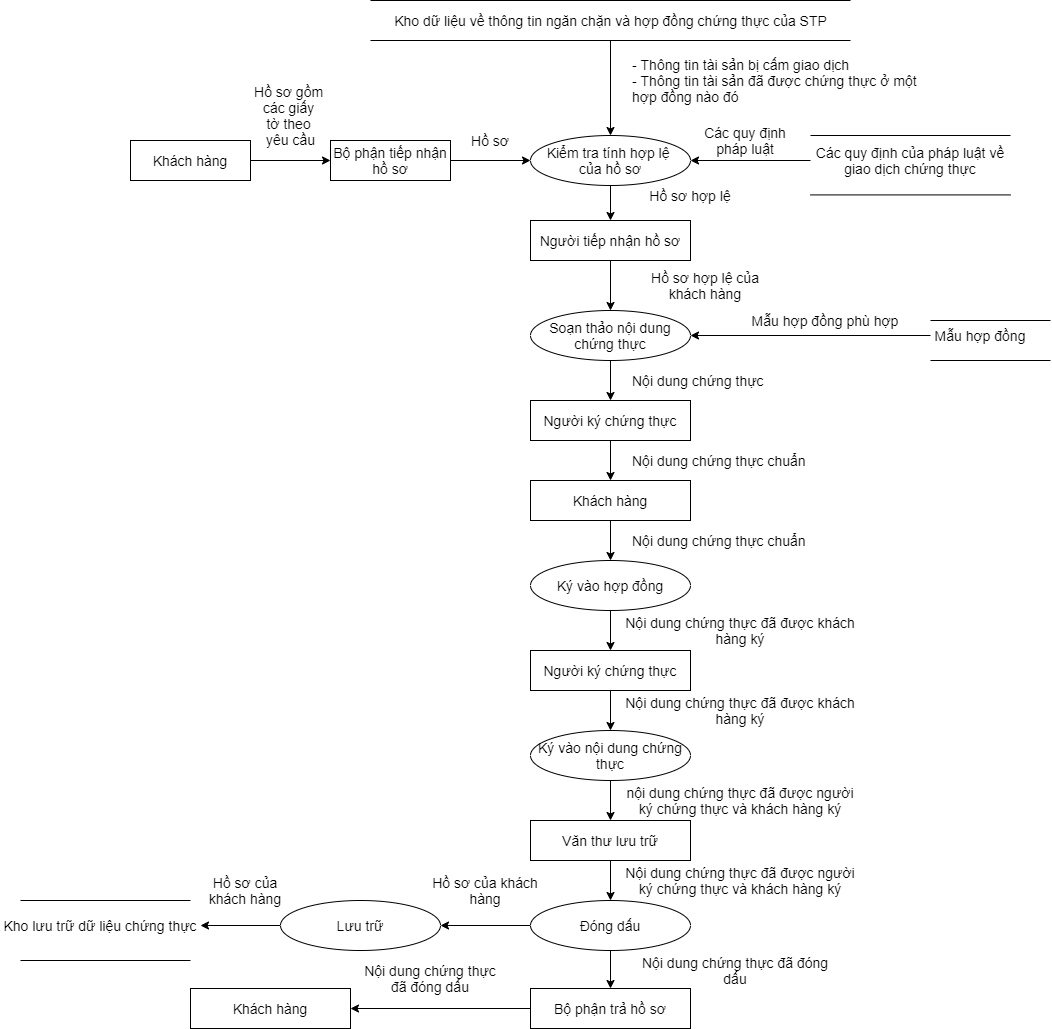 Kho dữ liệu về thông tin ngăn chặn và hợp đồng chứng thực của STP
- Thông tin tài sản bị cấm giao dịch
- Thông tin tài sản đã được chứng thực ở một
hợp đồng nào đó
Hồ sơ gồm
các giấy
tờ theo
yêu cầu
Khách hàng
Bộ phận tiếp nhận
hồ sơ
Hồ sơ
Kiểm tra tính hợp lệ
của hồ sơ
Các quy định
pháp luật
Các quy định của pháp luật về
giao dịch chứng thực
Hồ sơ hợp lệ
Người tiếp nhận hồ sơ
Hồ sơ hợp lệ của
khách hàng
Soạn thảo nội dung
chứng thực
Mẫu hợp đồng phù hợp
Mẫu hợp đồng
Nội dung chứng thực
Người ký chứng thực
Nội dung chứng thực chuẩn
Khách hàng
Nội dung chứng thực chuẩn
Ký vào hợp đồng
Nội dung chứng thực đã được khách
hàng ký
Người ký chứng thực
Nội dung chứng thực đã được khách
hàng ký
Ký vào nội dung chứng
thực
nội dung chứng thực đã được người
ký chứng thực và khách hàng ký
Văn thư lưu trữ
Nội dung chứng thực đã được người
ký chứng thực và khách hàng ký
Hồ sơ của
khách hàng
Hồ sơ của khách
hàng
Kho lưu trữ dữ liệu chứng thực
Lưu trữ
Đóng dấu
Nội dung chứng thực đã đóng
dấu
Nội dung chứng thực
đã đóng dấu
Khách hàng
Bộ phận trả hồ sơ